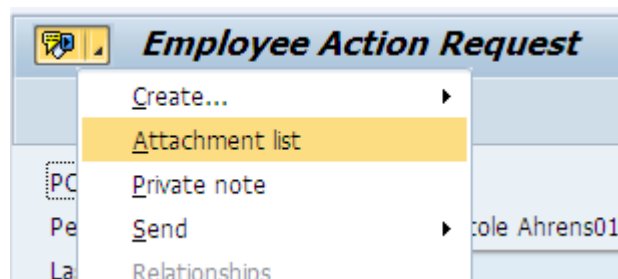 Employee Action Request
Create...
Attachment list
PC
Private note
Pe
Send
cole Ahrens01
La
Relationships